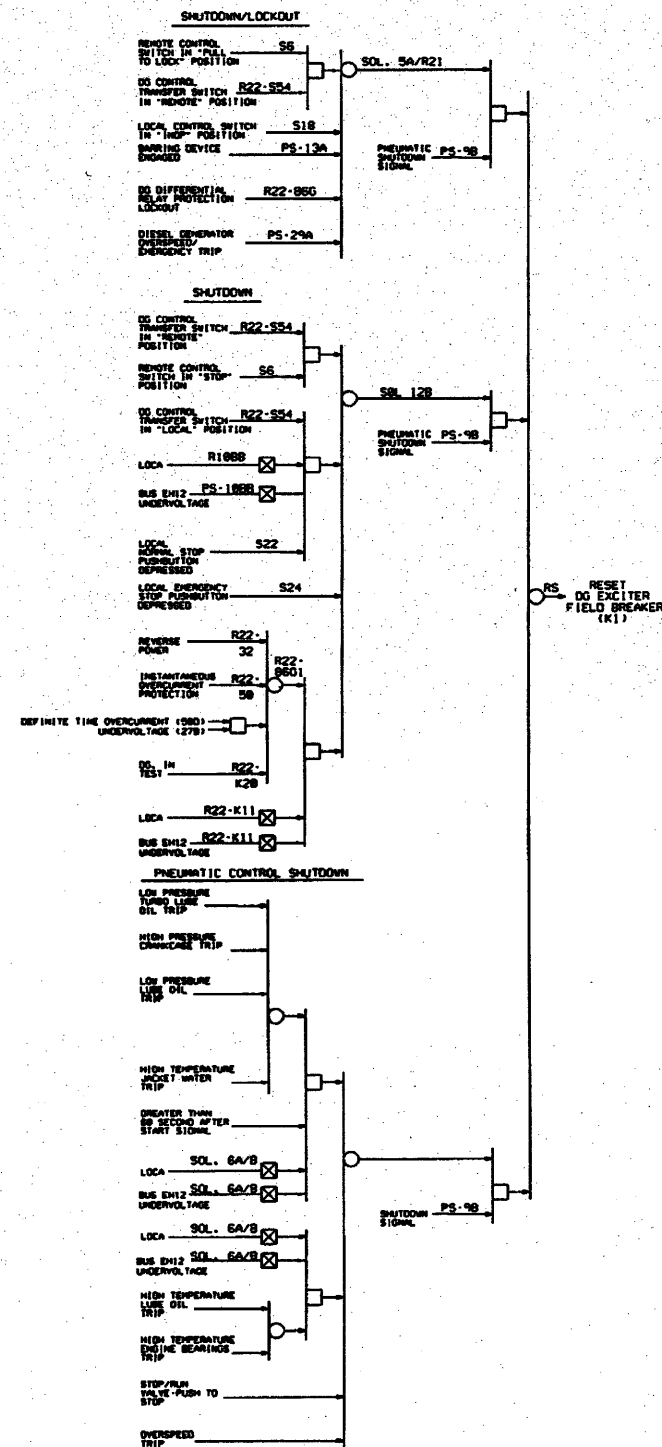 SHUTDOWN/LOCKOUT
REMOTE CONTROL
SWITCH IN "PULL
TO LOCK" POSITION
S6
DG CONTROL
TRANSFER SWITCH
IN "REMOTE" POSITION
R22-S54
SOL. 5A/R21
LOCAL CONTROL SWITCH
IN "INOP" POSITION
S18
BARRING DEVICE
ENGAGED
PS-13A
PNEUMATIC
SHUTDOWN
SIGNAL
PS-9B
DG DIFFERENTIAL
RELAY PROTECTION
LOCKOUT
R22-86G
DIESEL GENERATOR
OVERSPEED/
EMERGENCY TRIP
PS-29A
SHUTDOWN
DG CONTROL
TRANSFER SWITCH
IN "REMOTE"
POSITION
R22-S54
REMOTE CONTROL
SWITCH IN "STOP"
POSITION
S6
SOL 12B
DG CONTROL
TRANSFER SWITCH
IN "LOCAL" POSITION
R22-S54
PNEUMATIC
SHUTDOWN
SIGNAL
PS-9B
LOCA
R10BB
BUS EH12
UNDERVOLTAGE
PS-10BB
LOCAL
NORMAL STOP
PUSHBUTTON
DEPRESSED
S22
LOCAL EMERGENCY
STOP PUSHBUTTON
DEPRESSED
S24
RS
RESET
DG EXCITER
FIELD BREAKER
(K1)
REVERSE
POWER
R22-
32
INSTANTANEOUS
OVERCURRENT
PROTECTION
R22-
50
R22-
86G1
DEFINITE TIME OVERCURRENT (50D)
UNDERVOLTAGE (27B)
DG. IN
TEST
R22-
K20
LOCA
R22-K11
BUS EH12
UNDERVOLTAGE
R22-K11
PNEUMATIC CONTROL SHUTDOWN
LOW PRESSURE
TURBO LUBE
OIL TRIP
HIGH PRESSURE
CRANKCASE TRIP
LOW PRESSURE
LUBE OIL
TRIP
HIGH TEMPERATURE
JACKET WATER
TRIP
GREATER THAN
60 SECOND AFTER
START SIGNAL
LOCA
SOL. 6A/B
BUS EH12
UNDERVOLTAGE
SOL. 6A/B
SHUTDOWN
SIGNAL
PS-9B
LOCA
SOL. 6A/B
BUS EH12
UNDERVOLTAGE
SOL. 6A/B
HIGH TEMPERATURE
LUBE OIL
TRIP
HIGH TEMPERATURE
ENGINE BEARINGS
TRIP
STOP/RUN
VALVE-PUSH TO
STOP
OVERSPEED
TRIP